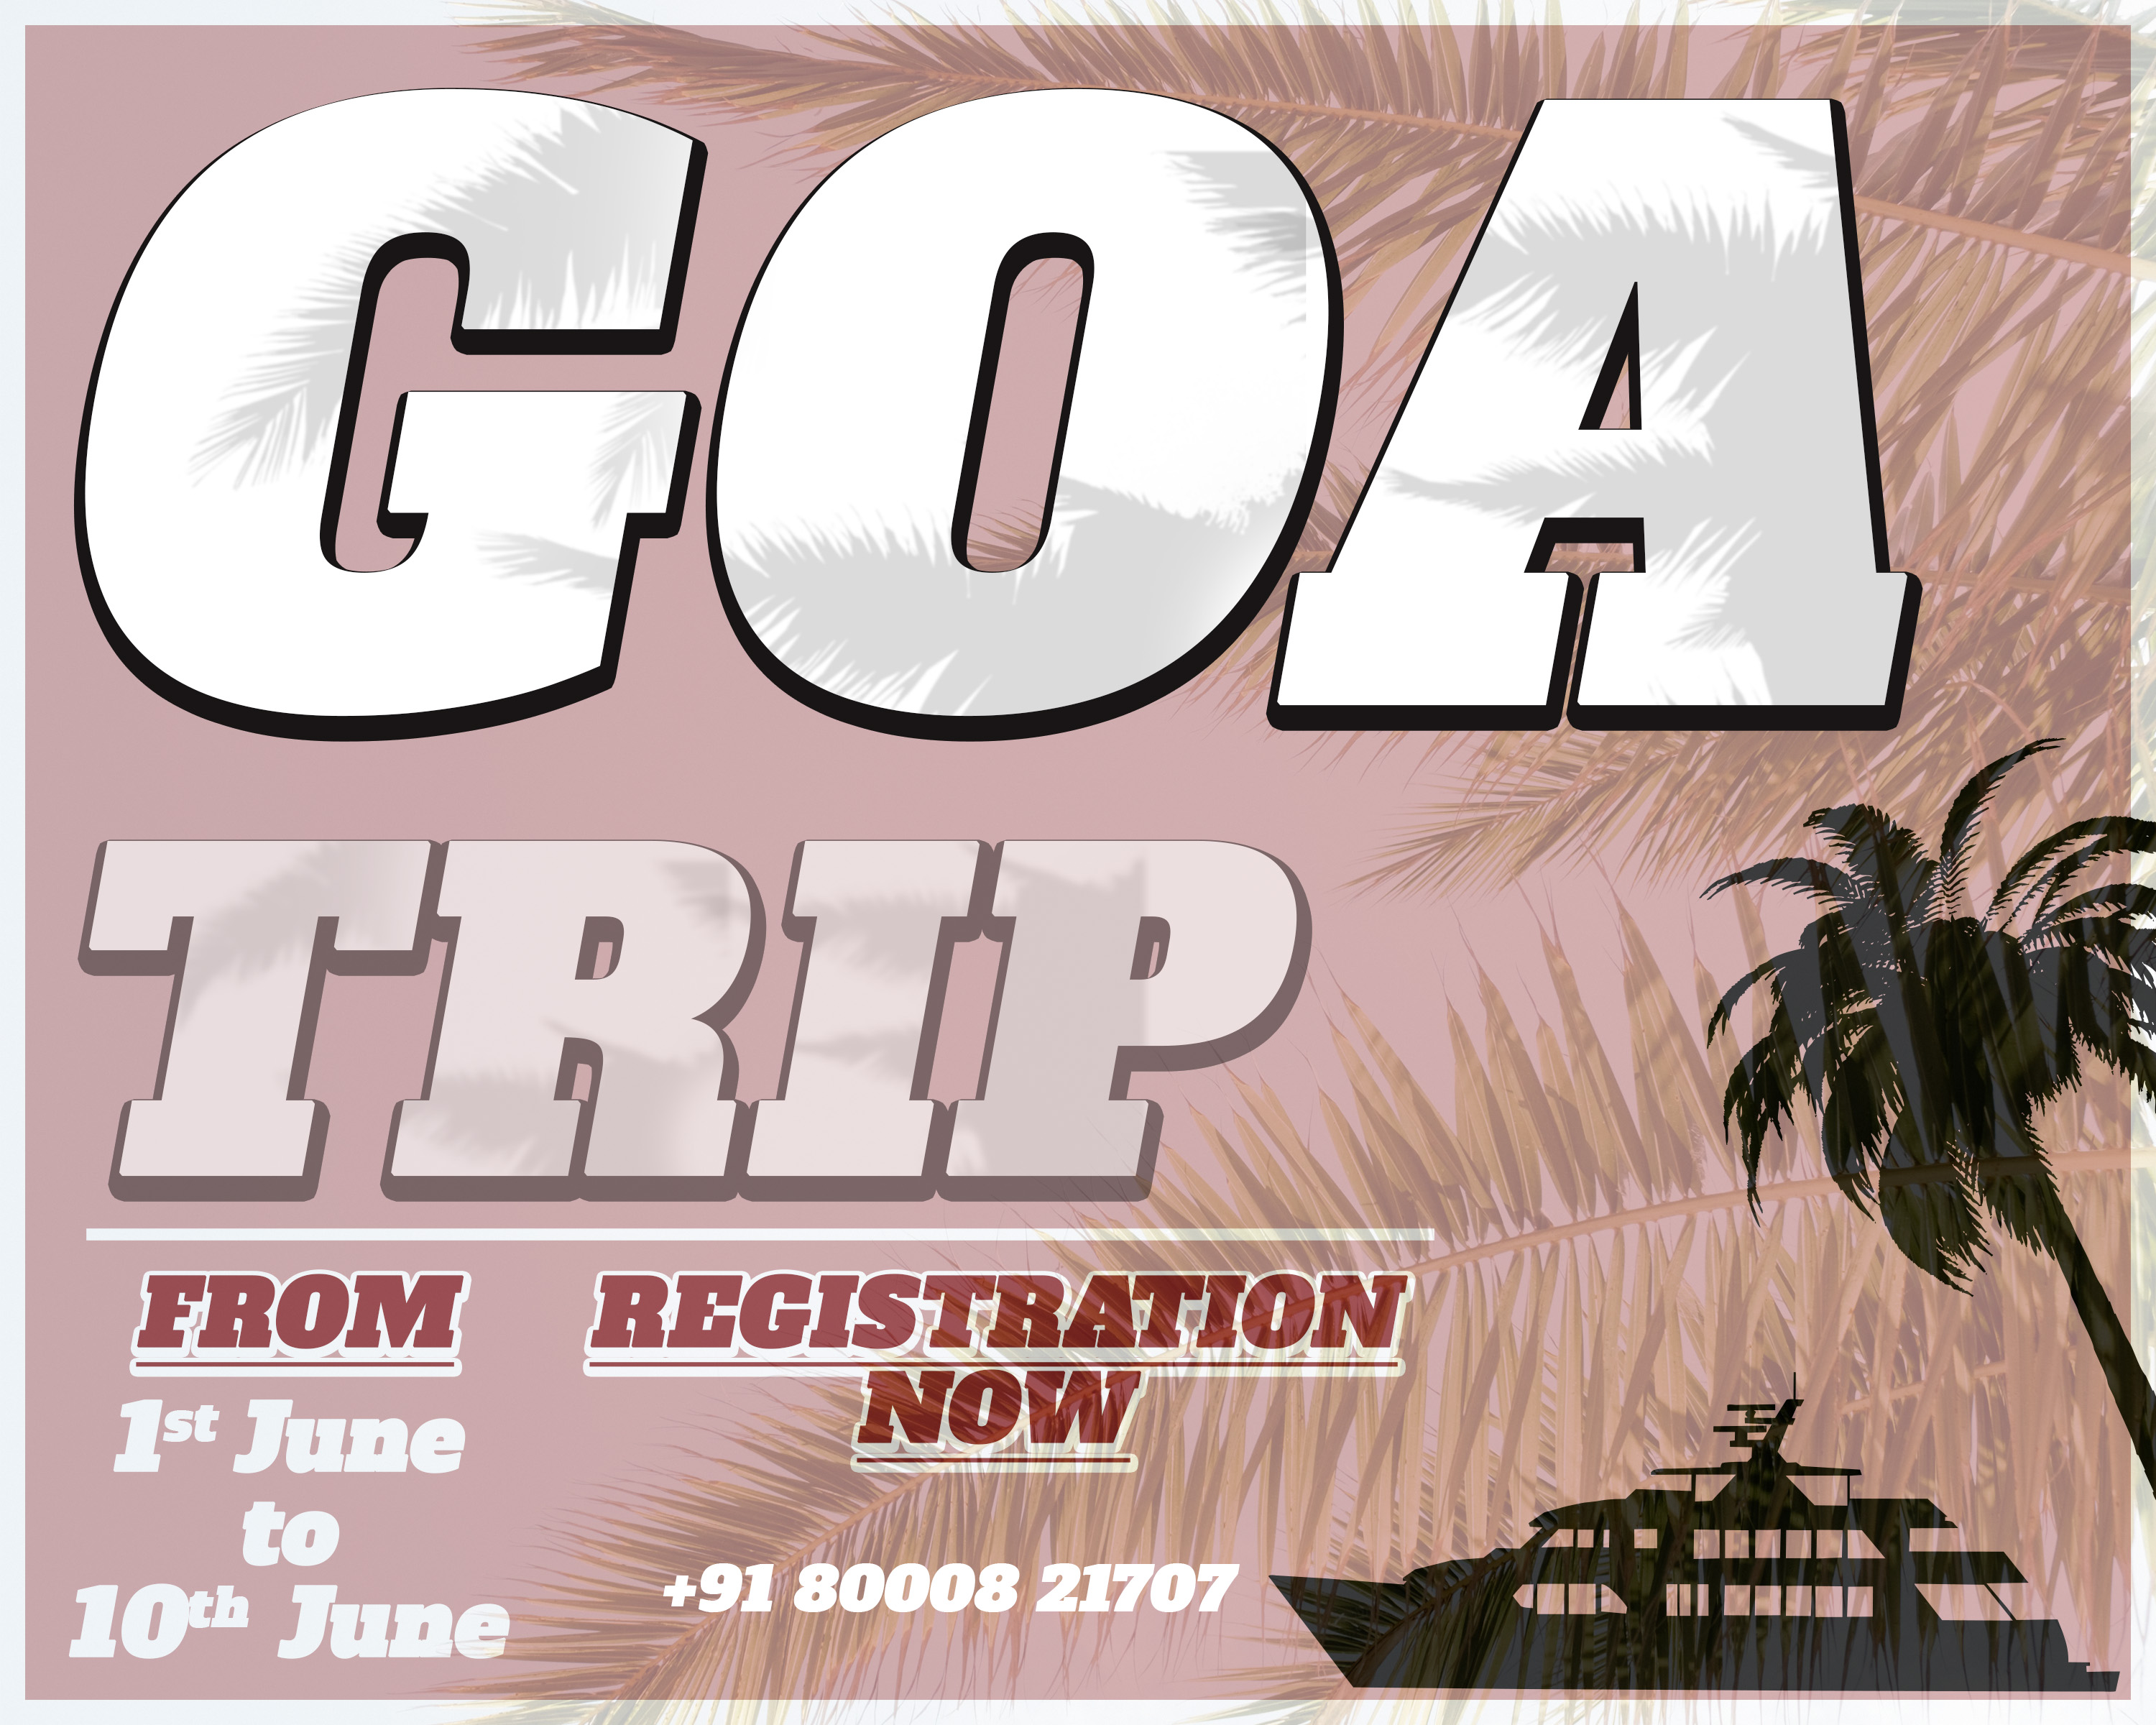 GOA
TRIP
FROM
1st June
to
10th June
REGISTRATION
NOW
+91 80008 21707